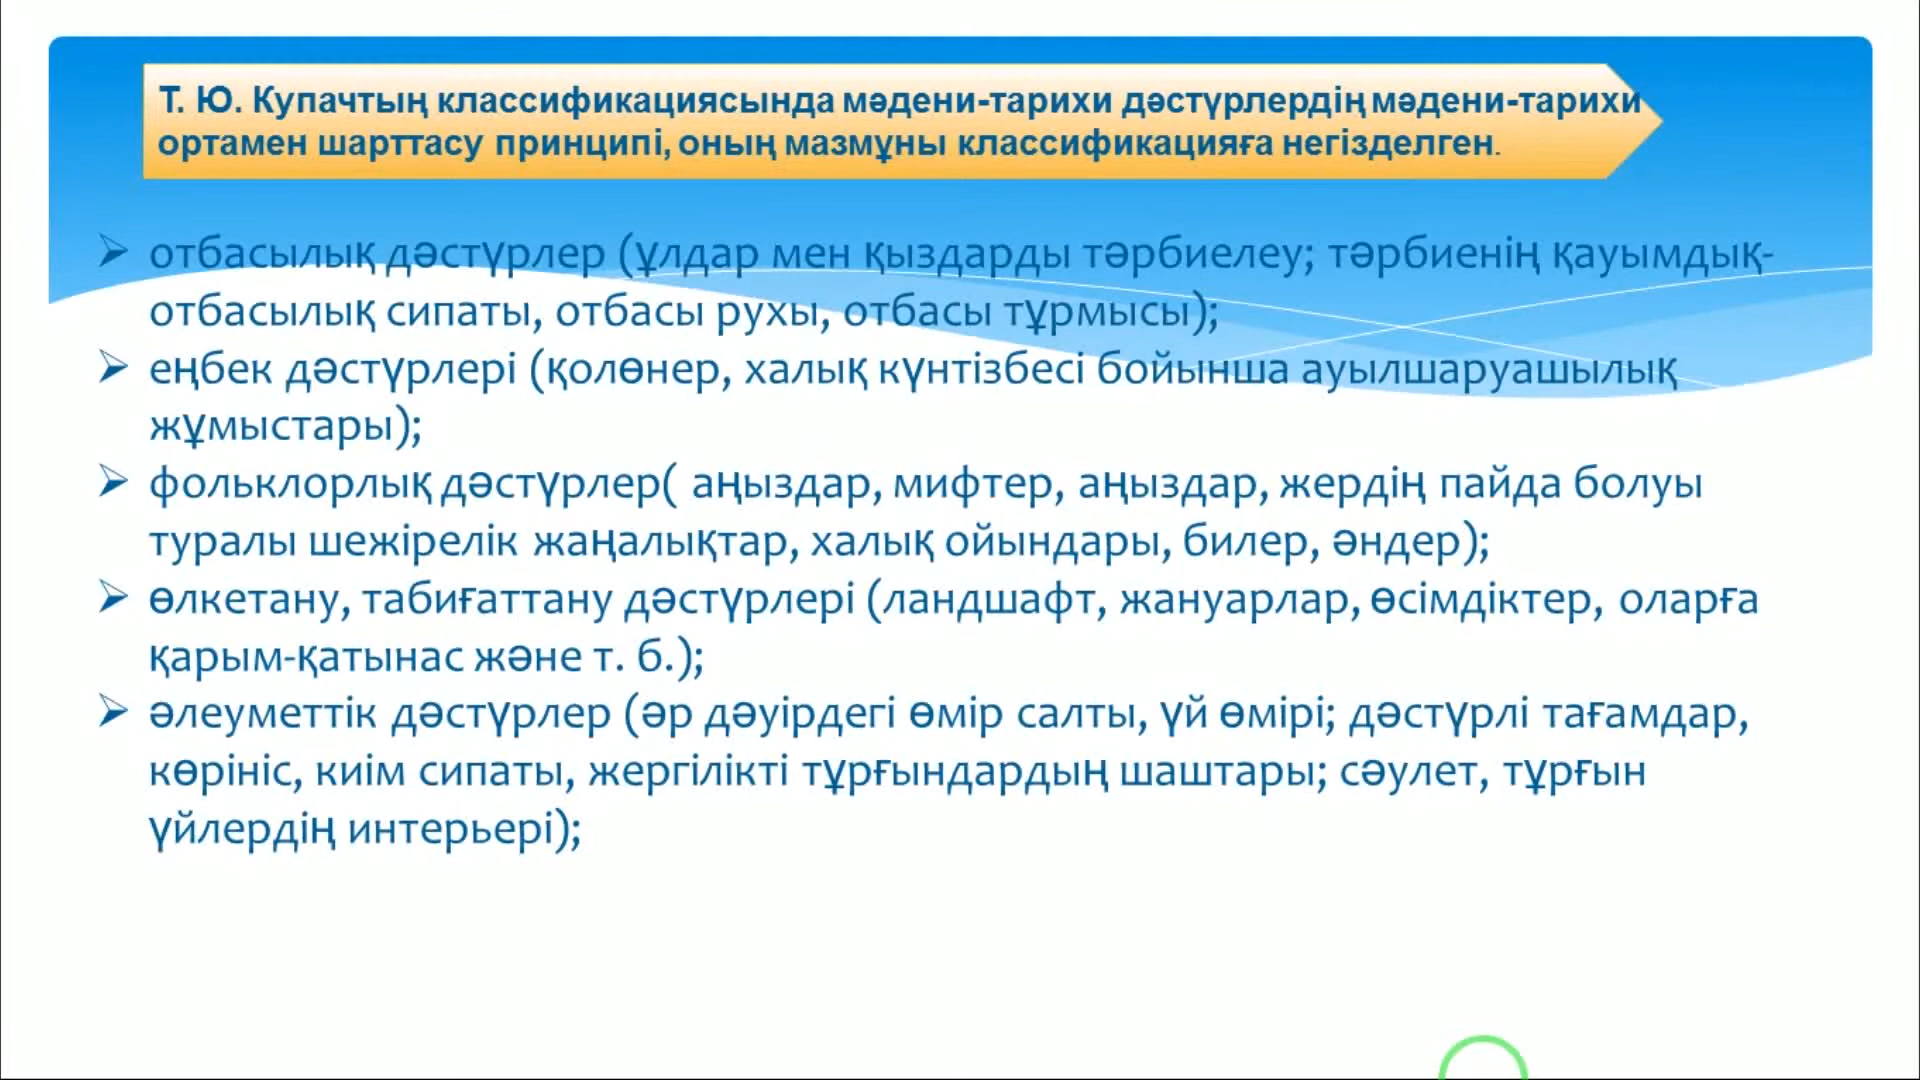 Т. Ю. Купачтың классификациясында мәдени-тарихи дәстүрлердің мәдени-тарихи
ортамен шарттасу принципі, оның мазмұны классификацияға негізделген.
➢ отбасылық дәстүрлер (ұлдар мен қыздарды тәрбиелеу; тәрбиенің қауымдық-
отбасылық сипаты, отбасы рухы, отбасы тұрмысы);
➢ еңбек дәстүрлері (қолөнер, халық күнтізбесі бойынша ауылшаруашылық
жұмыстары);
➢ фольклорлық дәстүрлер( аңыздар, мифтер, аңыздар, жердің пайда болуы
туралы шежірелік жаңалықтар, халық ойындары, билер, әндер);
➢ өлкетану, табиғаттану дәстүрлері (ландшафт, жануарлар, өсімдіктер, оларға
қарым-қатынас және т. б.);
➢ әлеуметтік дәстүрлер (әр дәуірдегі өмір салты, үй өмірі; дәстүрлі тағамдар,
көрініс, киім сипаты, жергілікті тұрғындардың шаштары; сәулет, тұрғын
үйлердің интерьері);